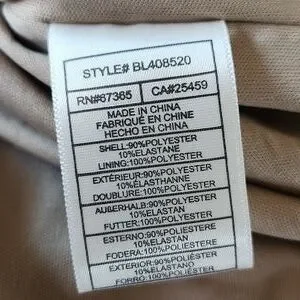 STYLE# BL408520
RN#67365 CA#25459
MADE IN CHINA
FABRIQUÉ EN CHINE
HECHO EN CHINA
SHELL:90%POLYESTER
10%ELASTANE
LINING:100%POLYESTER
EXTÉRIEUR:90%POLYESTER
10%ÉLASTHANNE
DOUBLURE:100%POLYESTER
AUßERHALB:90%POLYESTER
10%ELASTAN
FUTTER:100%POLYESTER
ESTERNO:90%POLIESTERE
10%ELASTAN
FODERA:100%POLIESTERE
EXTERIOR:90%POLIÉSTER
10%ELASTANO
FORRO:100%POLIÉSTER